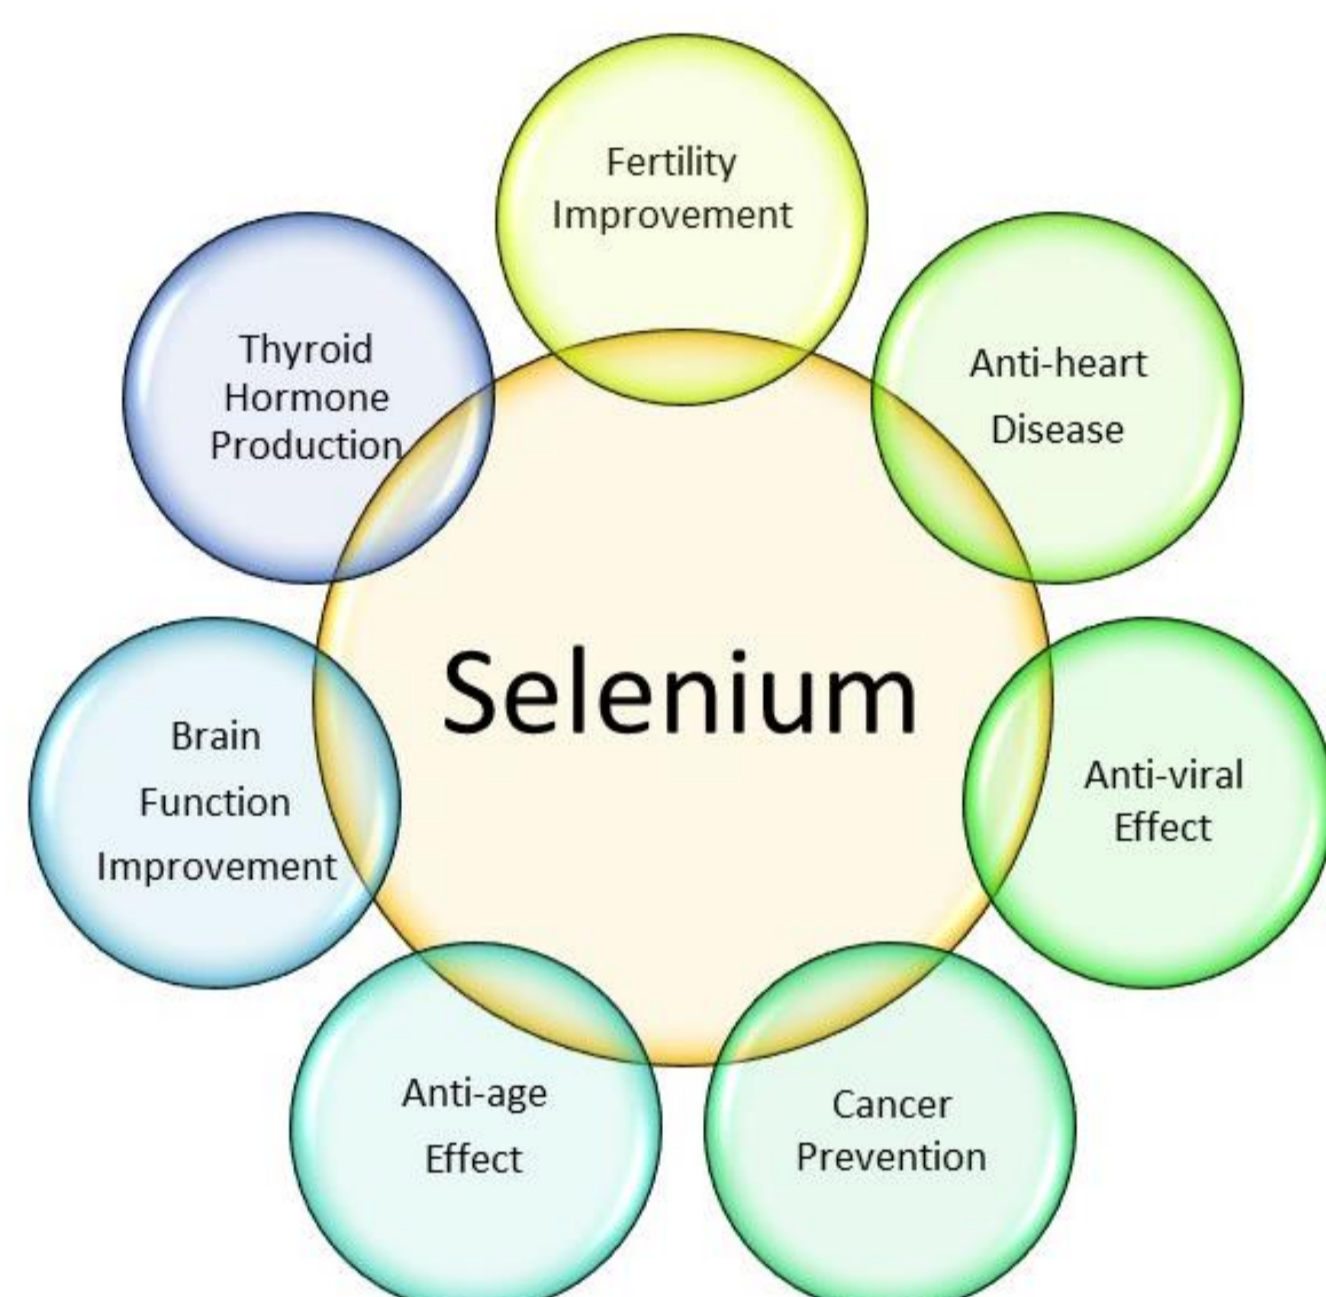 Fertility
Improvement
Anti-heart
Disease
Anti-viral
Effect
Cancer
Prevention
Anti-age
Effect
Brain
Function
Improvement
Thyroid
Hormone
Production
Selenium